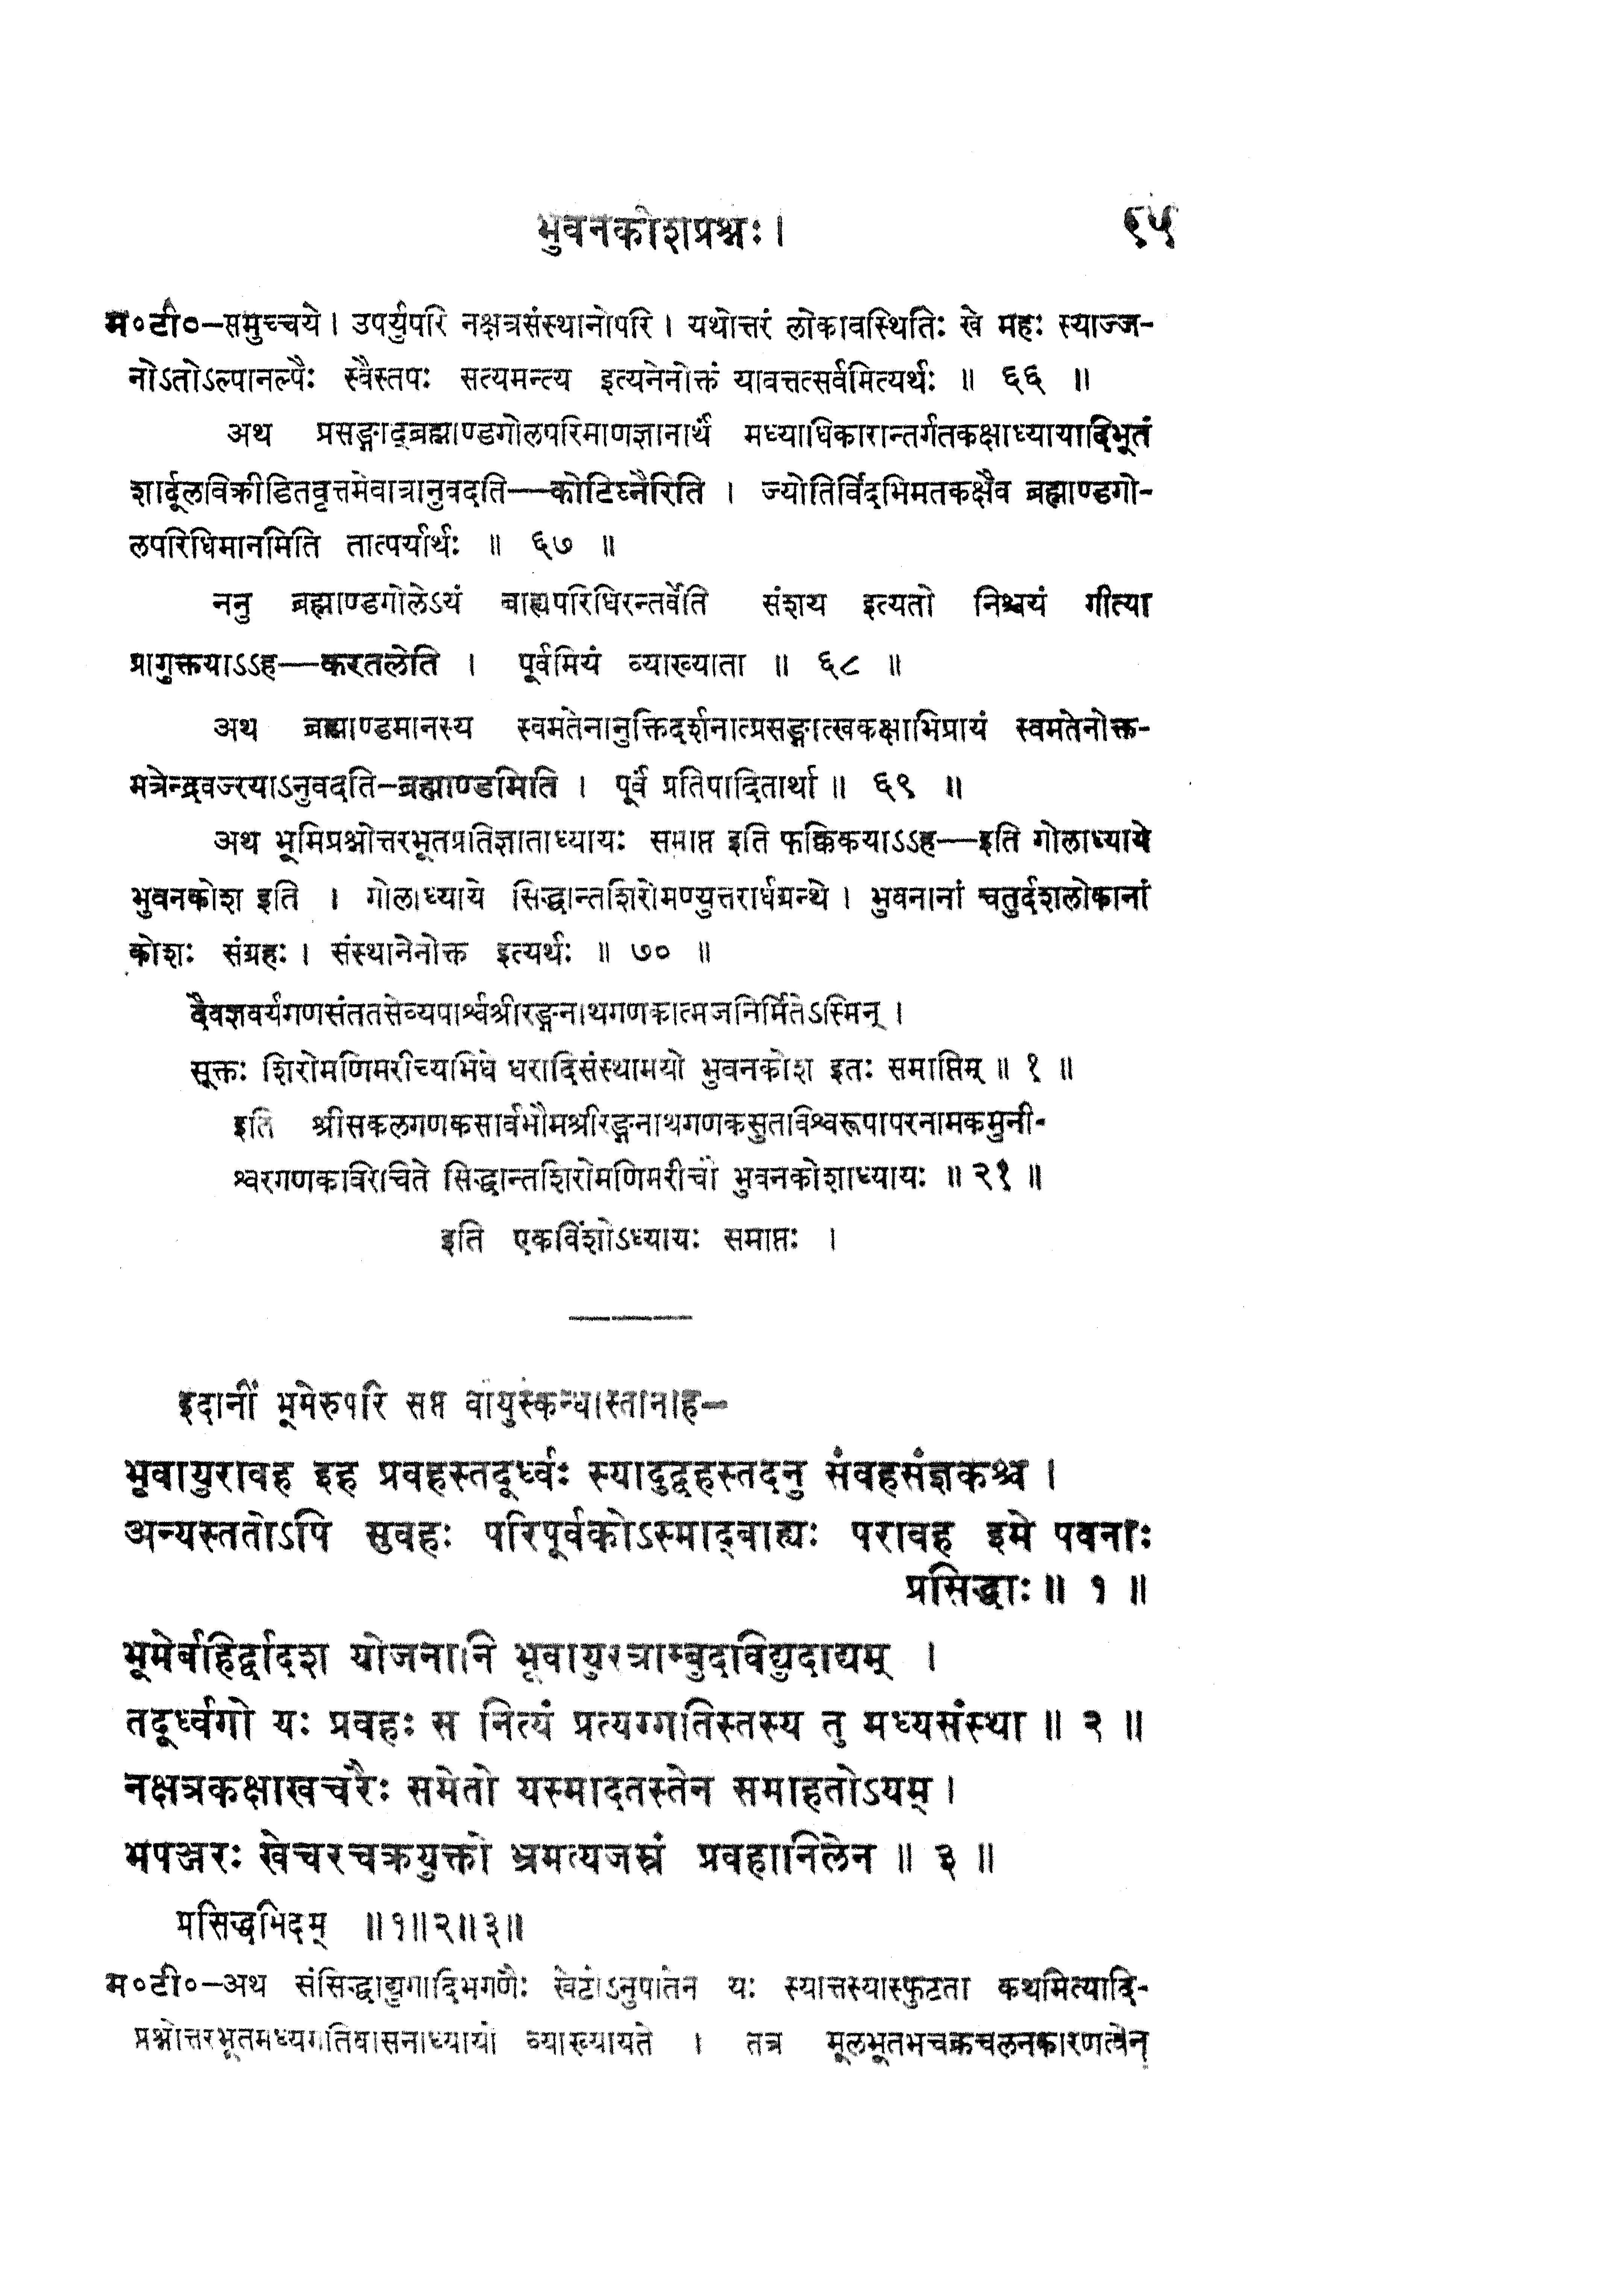 भुवनकोशप्रश्नः। ९५
म०टी०—समुच्चये। उपर्युपरि नक्षत्रसंस्थानोपरि। यथोत्तरं लोकावस्थितिः खे महः स्याज्ज-
नोऽतोऽल्पानल्पैः स्वैस्तपः सत्यमन्त्य इत्यनेनोक्तं यावत्तत्सर्वमित्यर्थः ॥ ६६ ॥
अथ प्रसङ्गाद्ब्रह्माण्डगोलपरिमाणज्ञानार्थं मध्याधिकारान्तर्गतकक्षाध्यायादिभूतं
शार्दूलविक्रीडितवृत्तमेवात्रानुवदति—कोटिघ्नैरिति । ज्योतिर्विदभिमतकक्षैव ब्रह्माण्डगो-
लपरिधिमानमिति तात्पर्यार्थः ॥ ६७ ॥
ननु ब्रह्माण्डगोलेऽयं बाह्यपरिधिरन्तर्वेति संशय इत्यतो निश्चयं गीत्या
प्रागुक्तयाऽऽह—करतलेति । पूर्वमियं व्याख्याता ॥ ६८ ॥
अथ ब्रह्माण्डमानस्य स्वमतेनानुक्तिदर्शनात्प्रसङ्गात्खकक्षाभिप्रायं स्वमतेनोक्त-
मत्रेन्द्रवज्रयाऽनुवदति—ब्रह्माण्डमिति । पूर्वं प्रतिपादितार्था ॥ ६९ ॥
अथ भूमिप्रश्नोत्तरभूतप्रतिज्ञाताध्यायः समाप्त इति फक्किकयाऽऽह—इति गोलाध्याये
भुवनकोश इति । गोलाध्याये सिद्धान्तशिरोमण्युत्तरार्धग्रन्थे । भुवनानां चतुर्दशलोकानां
कोशः संग्रहः। संस्थानेनोक्त इत्यर्थः ॥ ७० ॥
दैवज्ञवर्यगणसंततसेव्यपार्श्वश्रीरङ्गनाथगणकात्मजनिर्मितेऽस्मिन्।
सूक्तः शिरोमणिमरीच्यभिधे धरादिसंस्थामयो भुवनकोश इतः समाप्तिम् ॥ १ ॥
इति श्रीसकलगणकसार्वभौमश्रीरङ्गनाथगणकसुतविश्वरूपापरनामकमुनी-
श्वरगणकविरचिते सिद्धान्तशिरोमणिमरीचौ भुवनकोशाध्यायः ॥ २१ ॥
इति एकविंशोऽध्यायः समाप्तः ।
इदानीं भूमेरुपरि सप्त वायुस्कन्धास्तानाह—
भूवायुरावह इह प्रवहस्तदूर्ध्वः स्यादुद्वहस्तदनु संवहसंज्ञकश्च ।
अन्यस्ततोऽपि सुवहः परिपूर्वकोऽस्माद्बाह्यः परावह इमे पवनाः
प्रसिद्धाः ॥ १ ॥
भूमेर्बहिर्द्वादश योजनानि भूवायुरत्राम्बुदविद्युदाद्यम् ।
तदूर्ध्वगो यः प्रवहः स नित्यं प्रत्यग्गतिस्तस्य तु मध्यसंस्था ॥ २ ॥
नक्षत्रकक्षाखचरैः समेतो यस्मादतस्तेन समाहतोऽयम्।
भपञ्जरः खेचरचक्रयुक्तो भ्रमत्यजस्रं प्रवहानिलेन ॥ ३ ॥
प्रसिद्धमिदम् ॥१॥२॥३॥
म०टी०—अथ संसिद्धाद्युगादिभगणैः खेटोऽनुपातेन यः स्यात्तस्यास्फुटता कथमित्यादि-
प्रश्नोत्तरभूतमध्यगतिवासनाध्यायो व्याख्यायते । तत्र मूलभूतभचक्रचलनकारणत्वेन